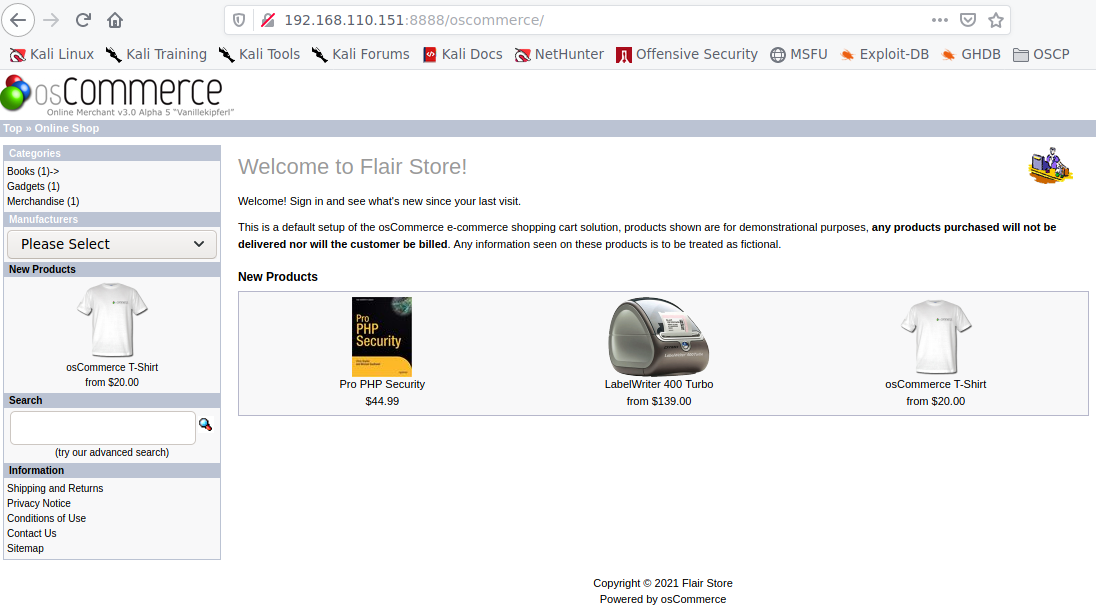 192.168.110.151:8888/oscommerce/
Kali Linux Kali Training Kali Tools Kali Forums Kali Docs NetHunter Offensive Security MSFU Exploit-DB GHDB OSCP
osCommerce
Online Merchant v3.0 Alpha 5 "Vanillekipferl"
Top » Online Shop
Categories
Books (1)->
Gadgets (1)
Merchandise (1)
Manufacturers
Please Select
New Products
osCommerce T-Shirt
from $20.00
Search
(try our advanced search)
Information
Shipping and Returns
Privacy Notice
Conditions of Use
Contact Us
Sitemap
Welcome to Flair Store!
Welcome! Sign in and see what's new since your last visit.
This is a default setup of the osCommerce e-commerce shopping cart solution, products shown are for demonstrational purposes, any products purchased will not be
delivered nor will the customer be billed. Any information seen on these products is to be treated as fictional.
New Products
Pro
PHP
Security
Pro PHP Security
$44.99
LabelWriter 400 Turbo
from $139.00
osCommerce T-Shirt
from $20.00
Copyright © 2021 Flair Store
Powered by osCommerce